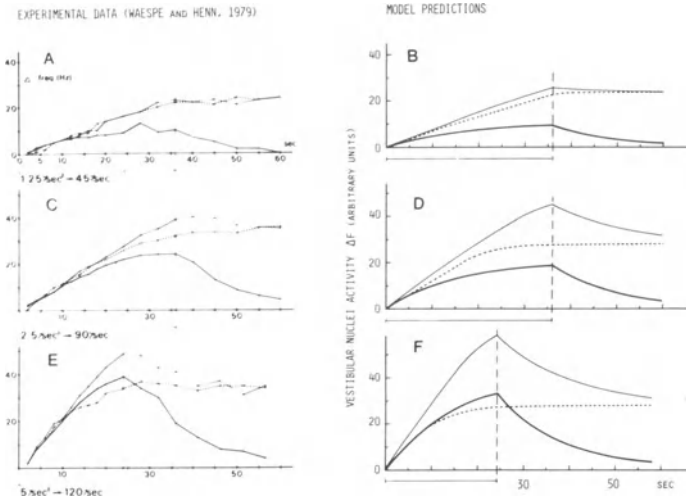 EXPERIMENTAL DATA (WAESPE AND HENN, 1979)
MODEL PREDICTIONS
A
40
Δ freq (Hz)
20
0
4
10
20
30
40
50
60
sec
1.25°/sec² → 45°/sec
C
40
20
10
30
50
2.5°/sec² → 90°/sec
E
40
20
10
30
50
5°/sec² → 120°/sec
VESTIBULAR NUCLEI ACTIVITY ΔF (ARBITRARY UNITS)
B
40
20
0
D
40
20
0
F
40
20
0
30
50
SEC